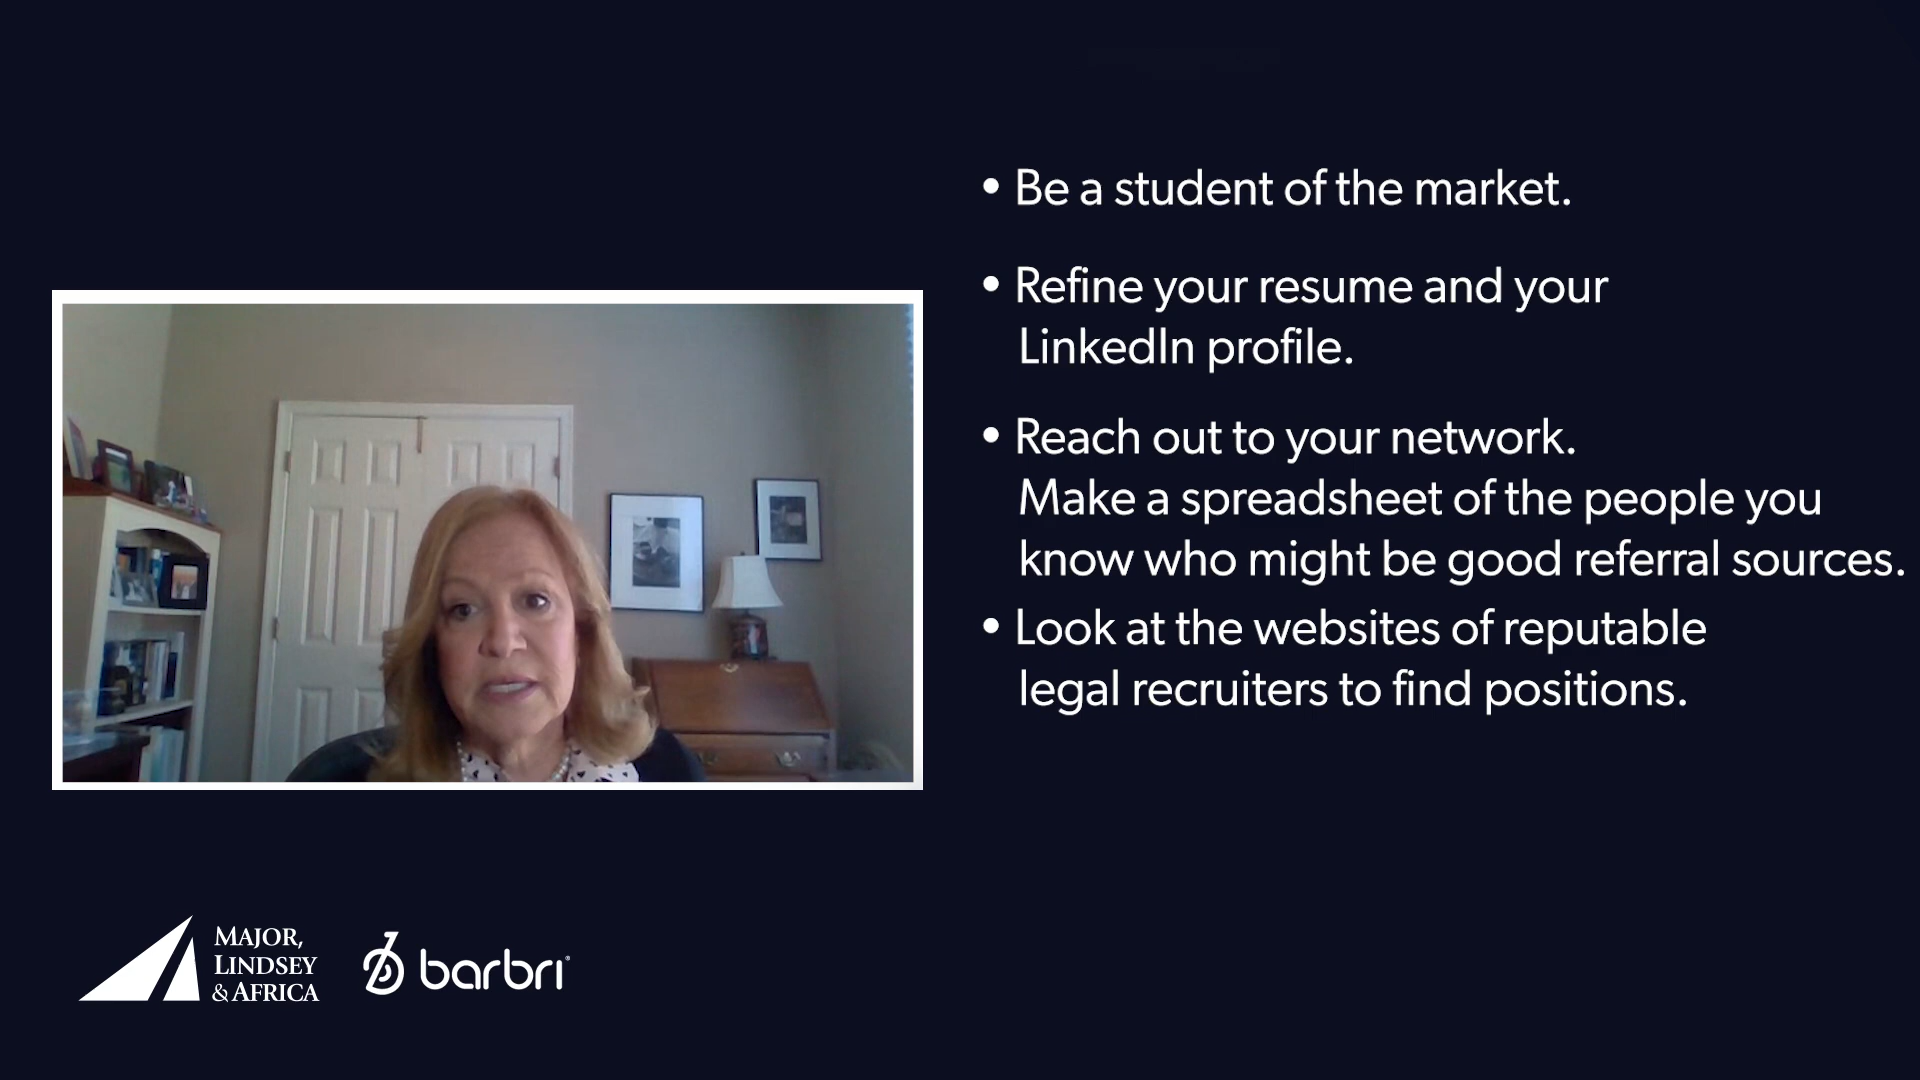 • Be a student of the market.
• Refine your resume and your
LinkedIn profile.
• Reach out to your network.
Make a spreadsheet of the people you
know who might be good referral sources.
• Look at the websites of reputable
legal recruiters to find positions.
MAJOR,
LINDSEY
& AFRICA
barbri®